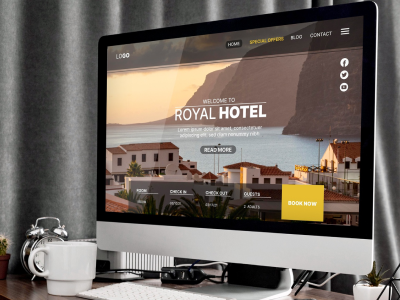 LOGO
HOME SPECIAL OFFERS BLOG CONTACT
WELCOME TO
ROYAL HOTEL
Lorem ipsum dolor sit amet, consectetuer
adipiscing elit, sed diam nonummy nibh
READ MORE
ROOM CHECK IN CHECK OUT GUESTS
2 ADULTS
BOOK NOW